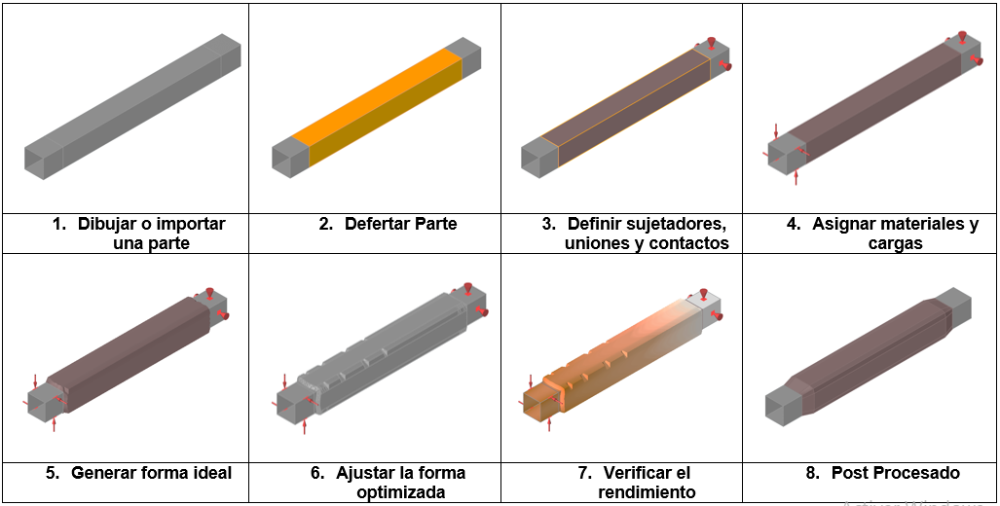 1. Dibujar o importar
una parte
2. Defertar Parte
3. Definir sujetadores,
uniones y contactos
4. Asignar materiales y
cargas
5. Generar forma ideal
6. Ajustar la forma
optimizada
7. Verificar el
rendimiento
8. Post Procesado